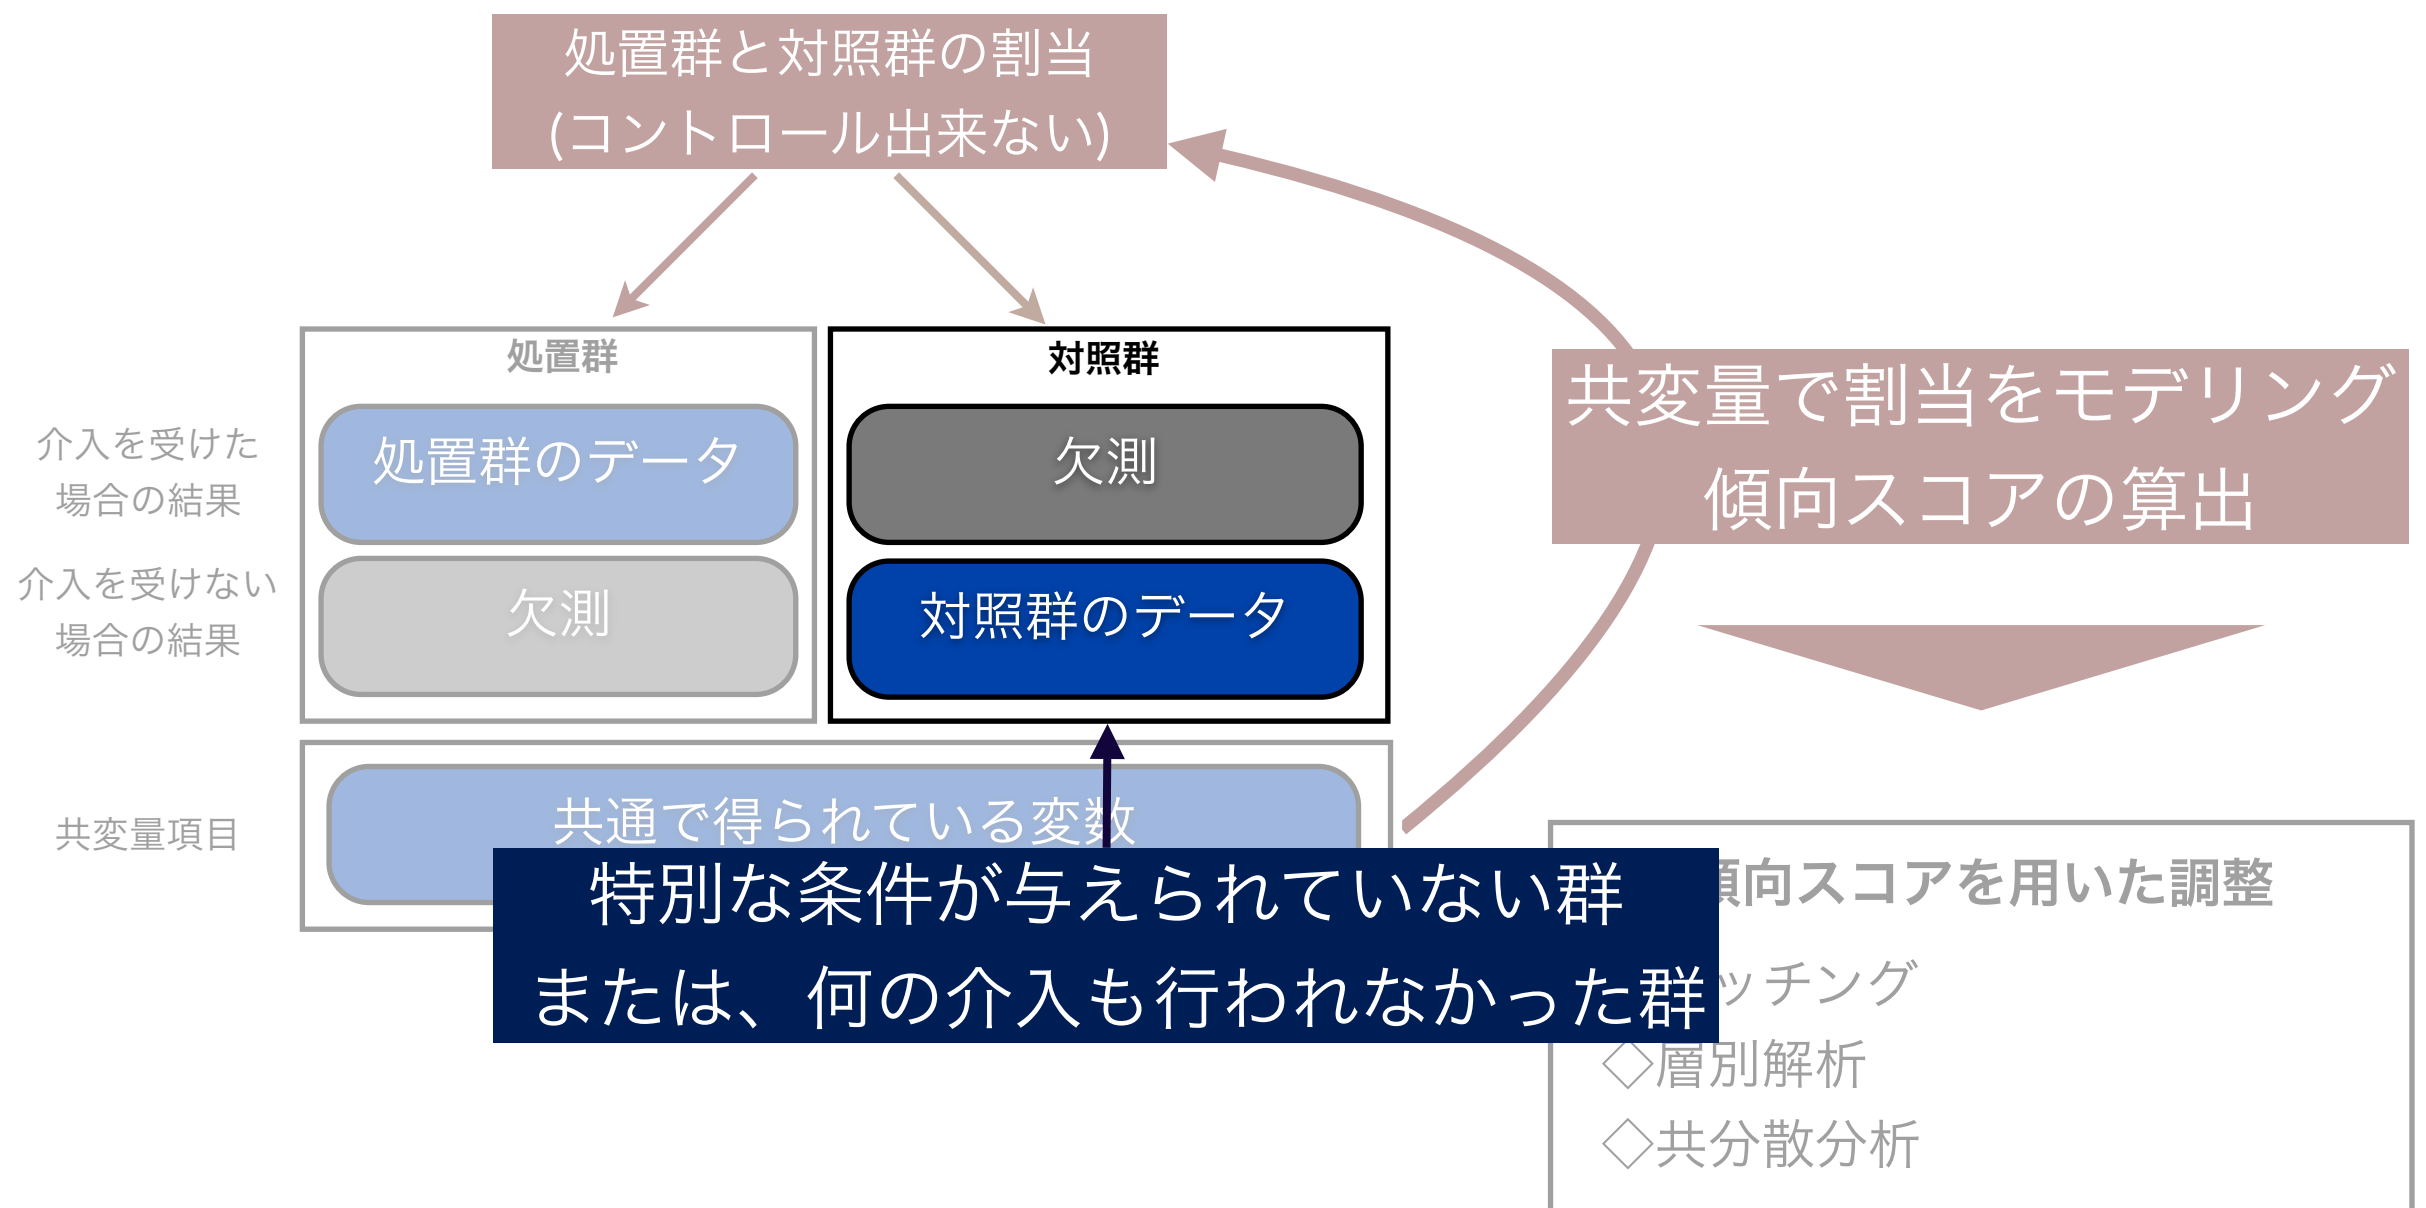 処置群と対照群の割当
(コントロール出来ない)
処置群
対照群
介入を受けた
場合の結果
処置群のデータ
欠測
介入を受けない
場合の結果
欠測
対照群のデータ
共変量で割当をモデリング
傾向スコアの算出
共変量項目
共通で得られている変数
特別な条件が与えられていない群
または、何の介入も行われなかった群
傾向スコアを用いた調整
ッチング
◇層別解析
◇共分散分析